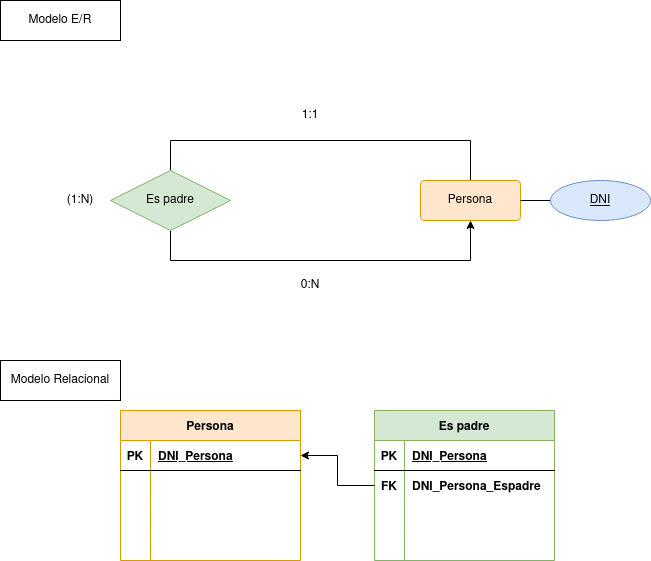 Modelo E/R
1:1
(1:N)
Es padre
Persona
DNI
0:N
Modelo Relacional
Persona
PK DNI_Persona
Es padre
PK DNI_Persona
FK DNI_Persona_Espadre